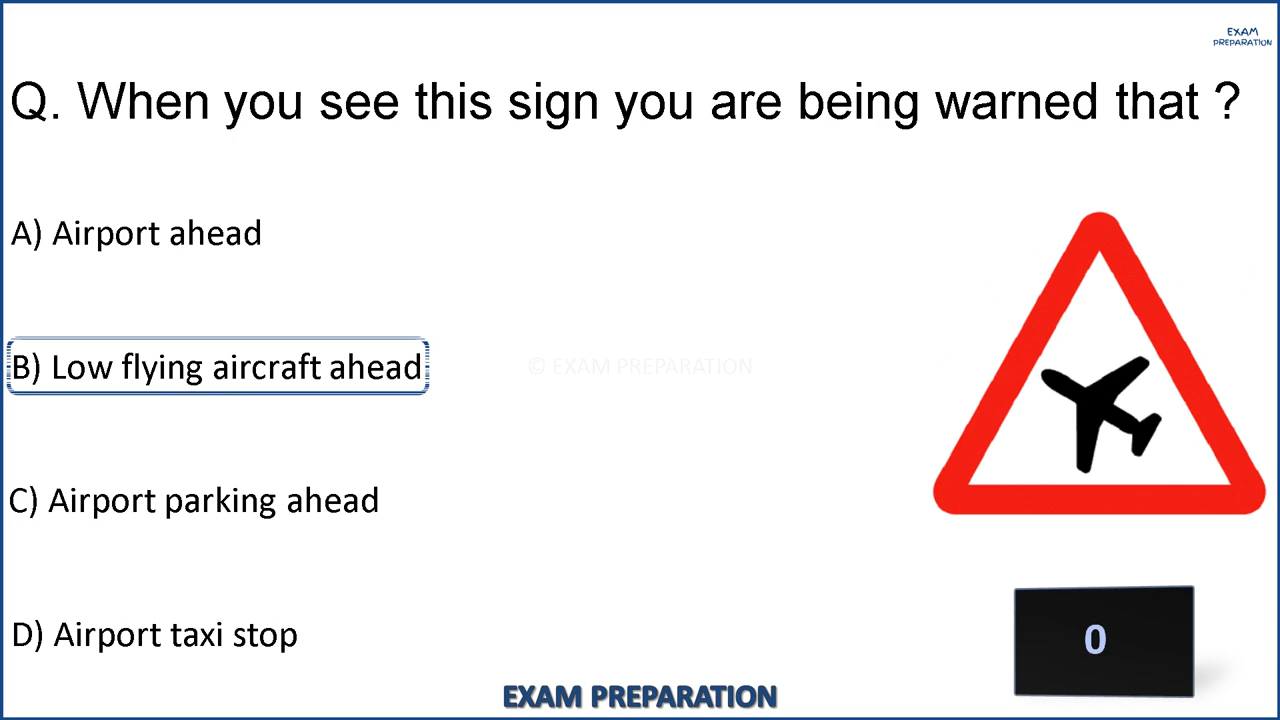 EXAM
PREPARATION
Q. When you see this sign you are being warned that ?
A) Airport ahead
B) Low flying aircraft ahead
© EXAM PREPARATION
C) Airport parking ahead
D) Airport taxi stop
0
EXAM PREPARATION